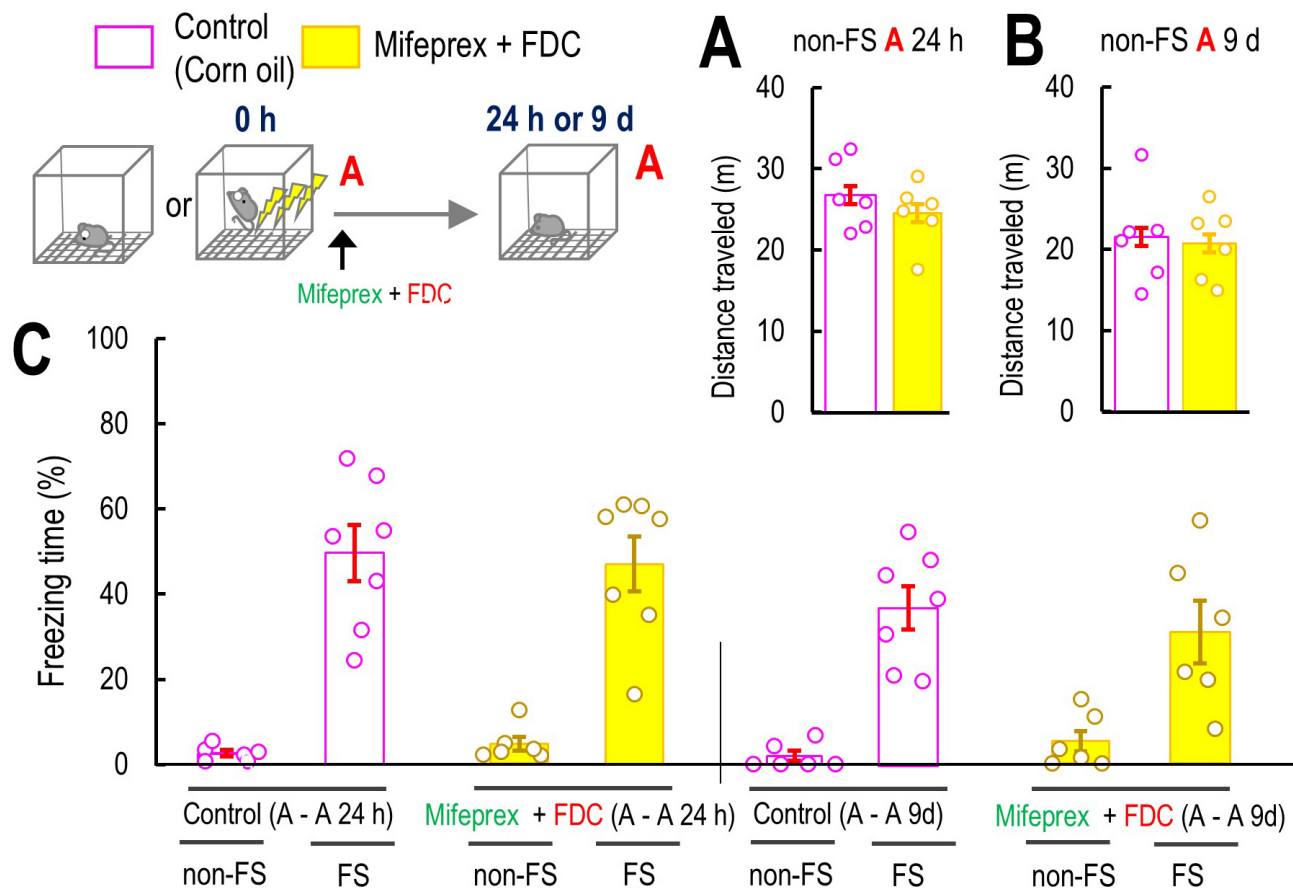 Control
(Corn oil)
Mifeprex + FDC
0 h
24 h or 9 d
A
A
or
Mifeprex + FDC
A
non-FS A 24 h
Distance traveled (m)
40
30
20
10
0
B
non-FS A 9 d
Distance traveled (m)
40
30
20
10
0
C
Freezing time (%)
100
80
60
40
20
0
Control (A - A 24 h)
Mifeprex + FDC (A - A 24 h)
Control (A - A 9d)
Mifeprex + FDC (A - A 9d)
non-FS
FS
non-FS
FS
non-FS
FS
non-FS
FS